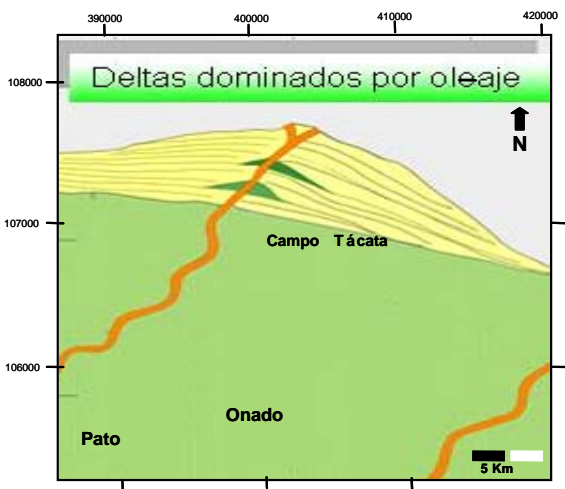 390000 400000 410000 420000
108000
Deltas dominados por oleaje
N
107000
Campo Tácata
106000
Onado
Pato
5 Km